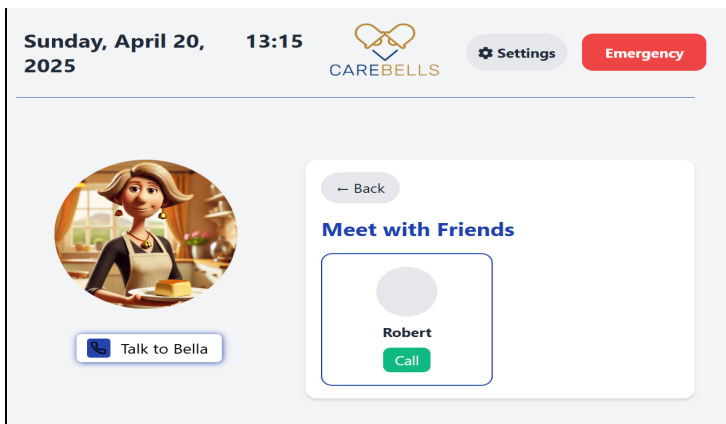 Sunday, April 20, 13:15
2025
CAREBELLS
Settings
Emergency
← Back
Meet with Friends
Robert
Call
Talk to Bella